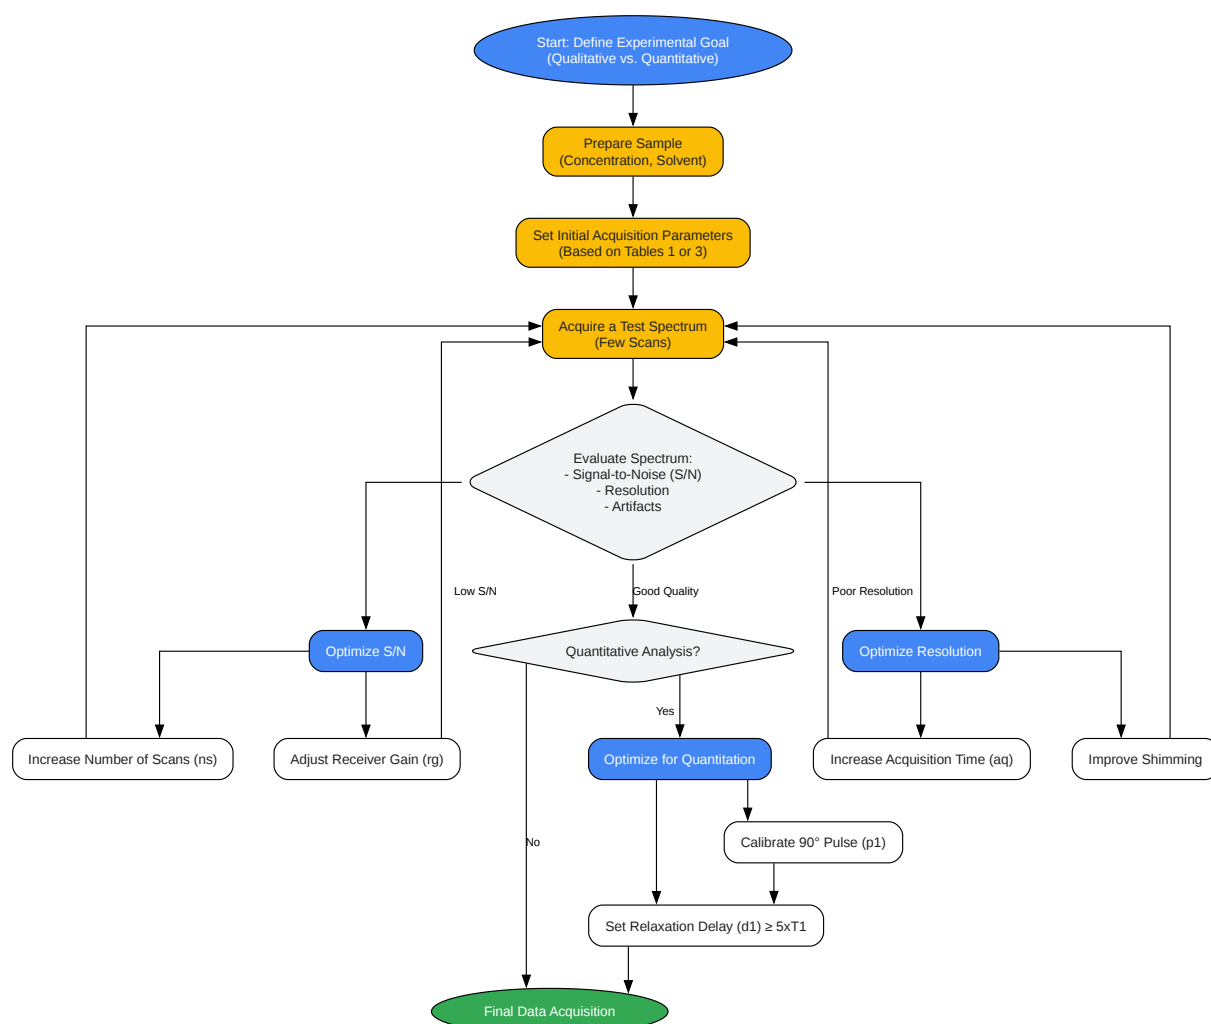 Start: Define Experimental Goal
(Qualitative vs. Quantitative)
Prepare Sample
(Concentration, Solvent)
Set Initial Acquisition Parameters
(Based on Tables 1 or 3)
Acquire a Test Spectrum
(Few Scans)
Evaluate Spectrum:
- Signal-to-Noise (S/N)
- Resolution
- Artifacts
Low S/N
Good Quality
Poor Resolution
Optimize S/N
Quantitative Analysis?
Optimize Resolution
Yes
Increase Number of Scans (ns)
Adjust Receiver Gain (rg)
Optimize for Quantitation
Increase Acquisition Time (aq)
Improve Shimming
No
Calibrate 90° Pulse (p1)
Set Relaxation Delay (d1) ≥ 5xT1
Final Data Acquisition